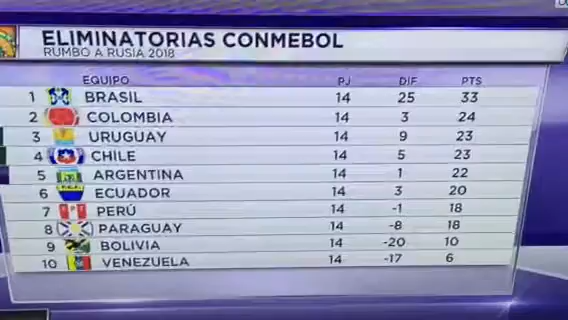 ELIMINATORIAS CONMEBOL
RUMBO A RUSIA 2018
EQUIPO PJ DIF PTS
1 BRASIL 14 25 33
2 COLOMBIA 14 3 24
3 URUGUAY 14 9 23
4 CHILE 14 5 23
5 ARGENTINA 14 1 22
6 ECUADOR 14 3 20
7 PERÚ 14 -1 18
8 PARAGUAY 14 -8 18
9 BOLIVIA 14 -20 10
10 VENEZUELA 14 -17 6